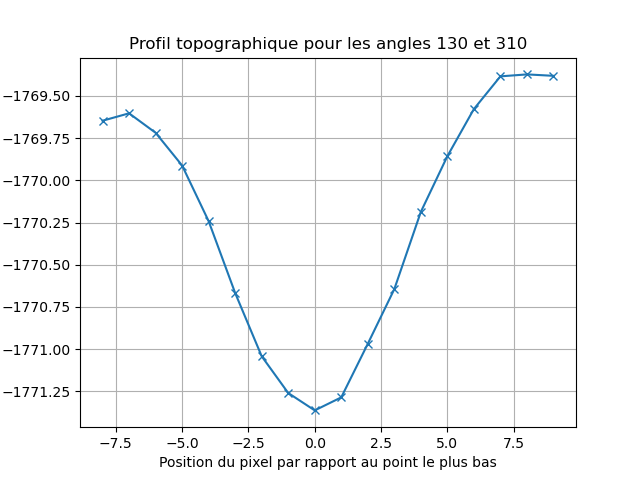 Profil topographique pour les angles 130 et 310
−1769.50
−1769.75
−1770.00
−1770.25
−1770.50
−1770.75
−1771.00
−1771.25
−7.5 −5.0 −2.5 0.0 2.5 5.0 7.5
Position du pixel par rapport au point le plus bas